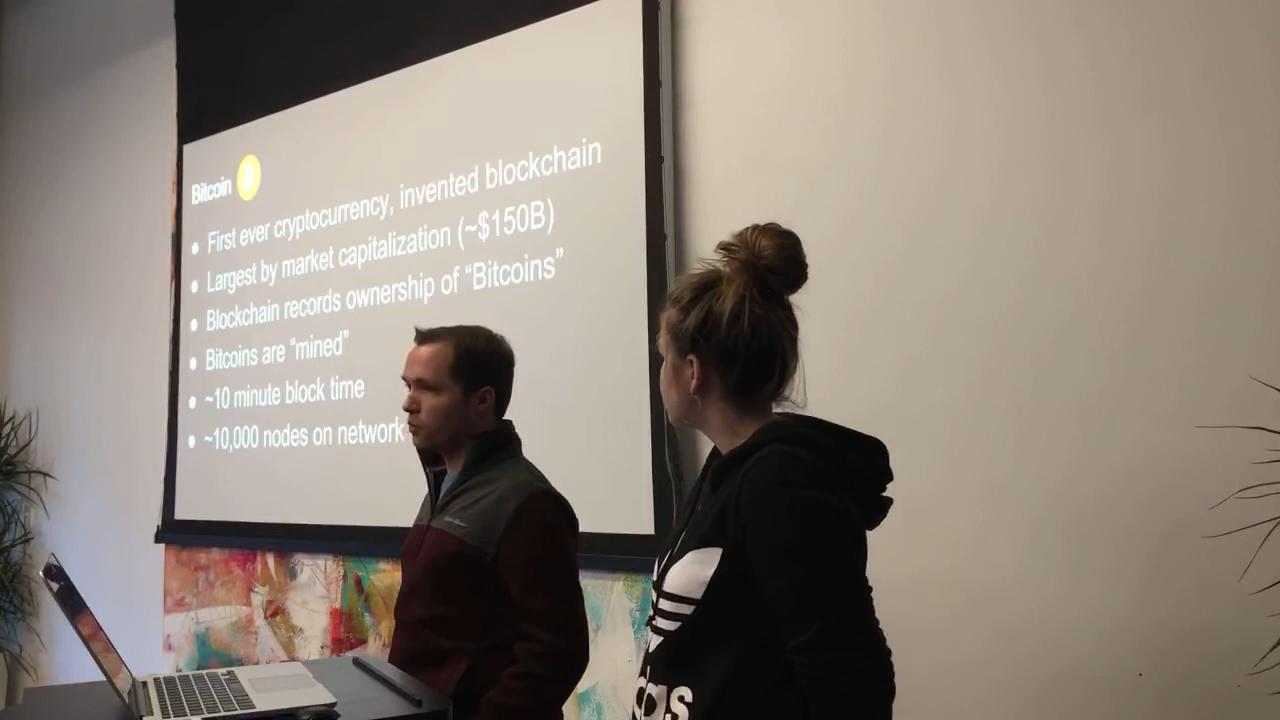 Bitcoin
• First ever cryptocurrency, invented blockchain
• Largest by market capitalization (~$150B)
• Blockchain records ownership of “Bitcoins”
• Bitcoins are “mined”
• ~10 minute block time
• ~10,000 nodes on network